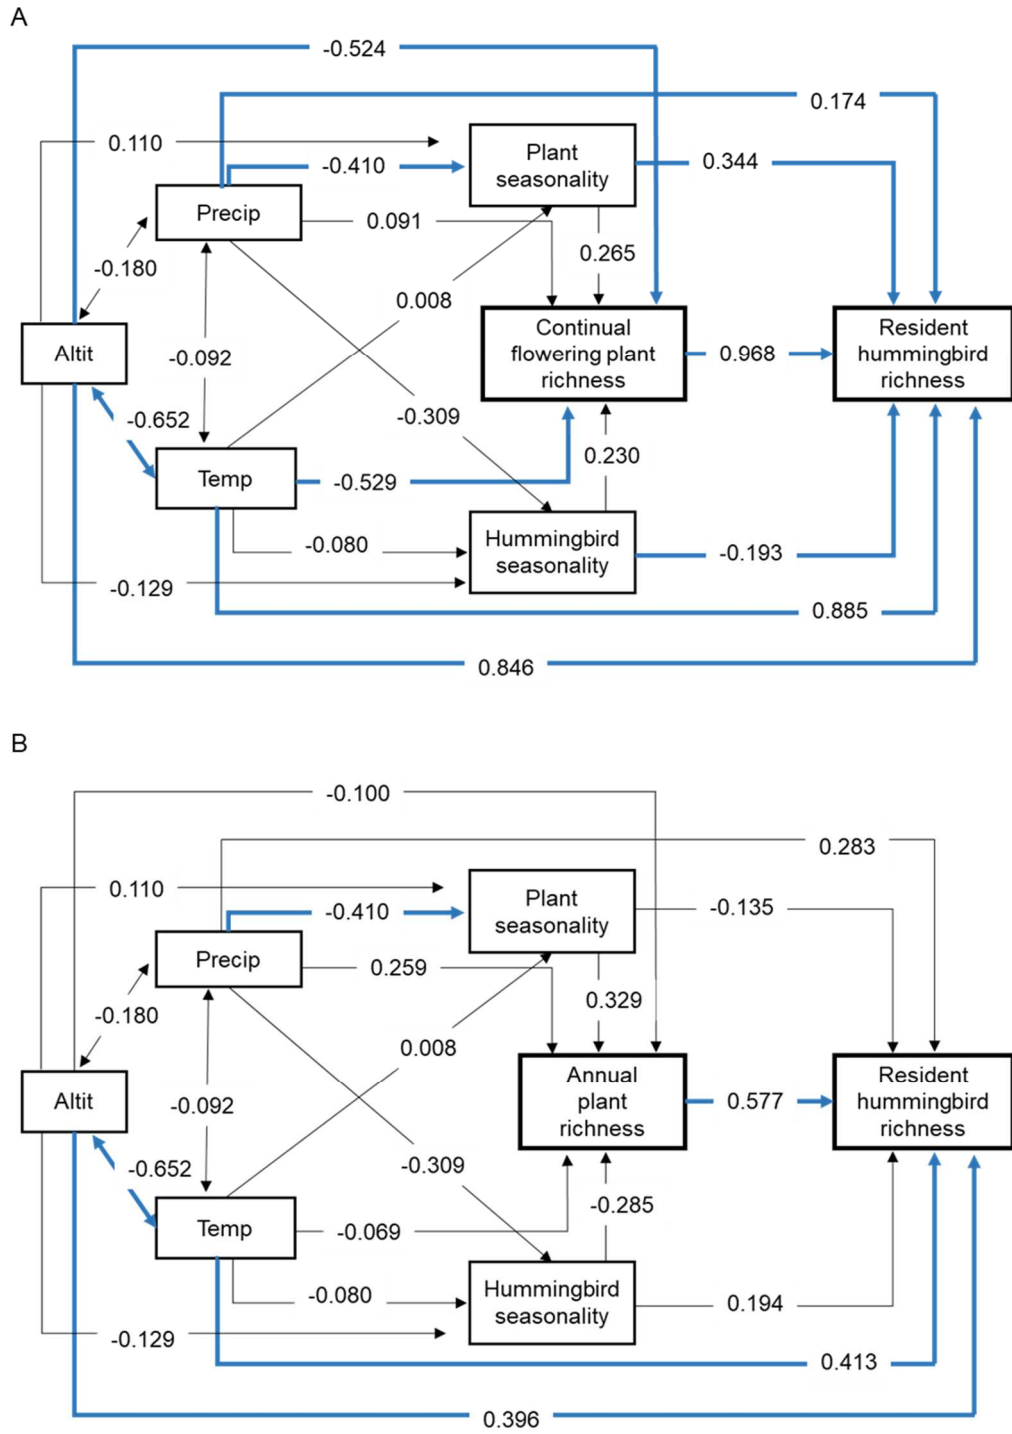 A
-0.524
0.174
0.110
Plant
seasonality
-0.410
0.344
Precip
0.091
0.265
-0.180
0.008
Altit
-0.092
Continual
flowering plant
richness
0.968
Resident
hummingbird
richness
-0.652
-0.309
0.230
Temp
-0.529
-0.080
Hummingbird
seasonality
-0.193
-0.129
0.885
0.846
B
-0.100
0.283
0.110
Plant
seasonality
-0.410
-0.135
Precip
0.259
0.329
-0.180
0.008
Altit
-0.092
Annual
plant
richness
0.577
Resident
hummingbird
richness
-0.652
-0.309
-0.285
Temp
-0.069
-0.080
Hummingbird
seasonality
0.194
-0.129
0.413
0.396